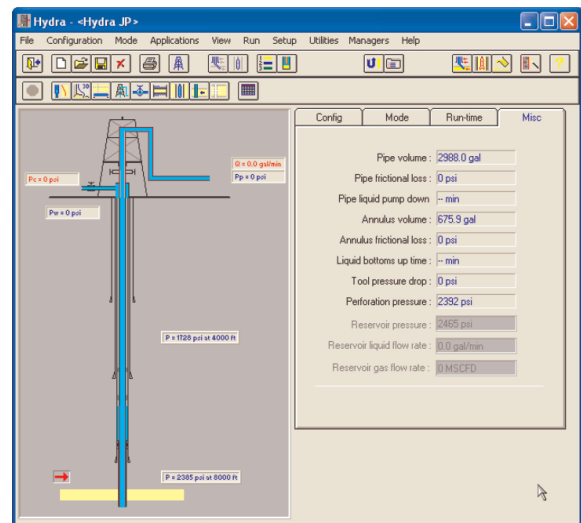 Hydra - <Hydra JP>
File Configuration Mode Applications View Run Setup Utilities Managers Help
Config Mode Run-time Misc
Q = 0.0 gal/min
Pp = 0 psi
Pc = 0 psi
Pw = 0 psi
P = 1728 psi at 4000 ft
P = 2385 psi at 6000 ft
Pipe volume : 2988.0 gal
Pipe frictional loss : 0 psi
Pipe liquid pump down -- min
Annulus volume : 675.9 gal
Annulus frictional loss : 0 psi
Liquid bottoms up time : -- min
Tool pressure drop : 0 psi
Perforation pressure : 2392 psi
Reservoir pressure : 2465 psi
Reservoir liquid flow rate : 0.0 gal/min
Reservoir gas flow rate : 0 MSCFD